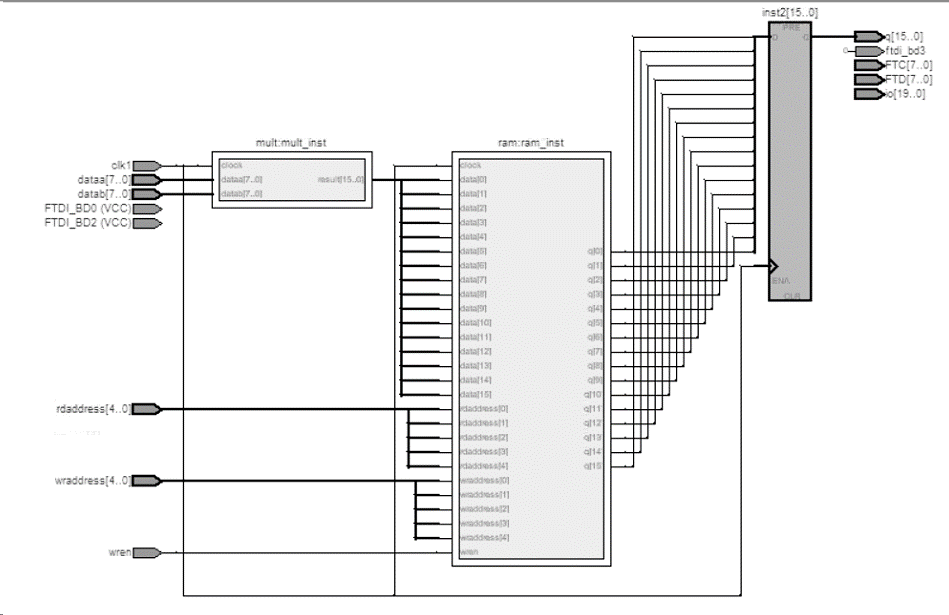 inst2[15..0]
PRE
D Q
q[15..0]
ftdi_bd3
FTC[7..0]
FTD[7..0]
io[19..0]
ENA
CLR
mult:mult_inst
clk1
dataa[7..0]
datab[7..0]
FTDI_BD0 (VCC)
FTDI_BD2 (VCC)
clock
dataa[7..0] result[15..0]
datab[7..0]
ram:ram_inst
clock
data[0]
data[1]
data[2]
data[3]
data[4]
data[5] q[0]
data[6] q[1]
data[7] q[2]
data[8] q[3]
data[9] q[4]
data[10] q[5]
data[11] q[6]
data[12] q[7]
data[13] q[8]
data[14] q[9]
data[15] q[10
rdaddress[0] q[11
rdaddress[1] q[12
rdaddress[2] q[13
rdaddress[3] q[14
rdaddress[4] q[15
wraddress[0]
wraddress[1]
wraddress[2]
wraddress[3]
wraddress[4]
wren
rdaddress[4..0]
wraddress[4..0]
wren